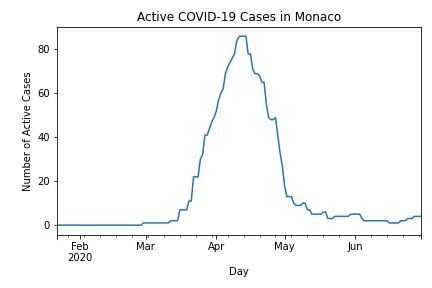 Active COVID-19 Cases in Monaco
80
60
40
20
0
Number of Active Cases
Feb Mar Apr May Jun
2020
Day